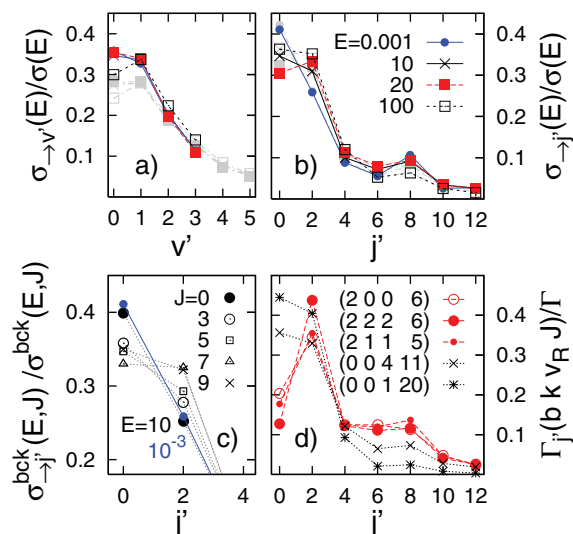 σ→v'(E)/σ(E)
0.4
0.3
0.2
0.1
a)
0 1 2 3 4 5
v'
E=0.001
10
20
100
b)
0.4
0.3
0.2
0.1
σ→j'(E)/σ(E)
0 2 4 6 8 10 12
j'
σ→j'^bck(E,J)/σ^bck(E,J)
0.4
0.3
0.2
J=0
3
5
7
9
E=10
10^-3
c)
0 2 4
j'
(2 0 0 6)
(2 2 2 6)
(2 1 1 5)
(0 0 4 11)
(0 0 1 20)
d)
0.4
0.3
0.2
0.1
Γj'(b k vR J)/Γ
0 2 4 6 8 10 12
j'